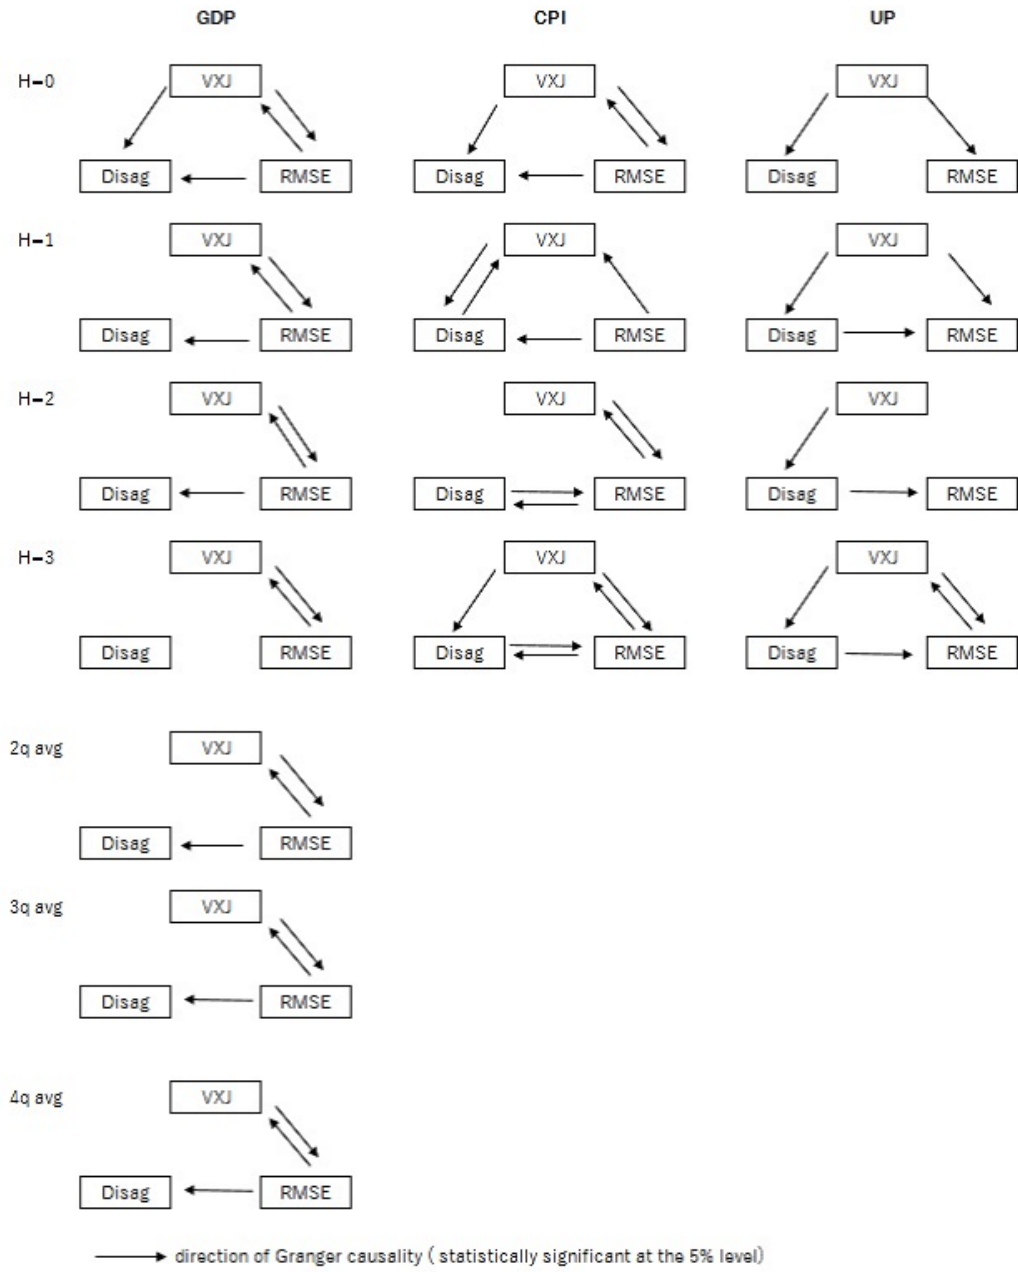 GDP CPI UP
H-0 VXJ VXJ VXJ
Disag RMSE Disag RMSE Disag RMSE
H-1 VXJ VXJ VXJ
Disag RMSE Disag RMSE Disag RMSE
H-2 VXJ VXJ VXJ
Disag RMSE Disag RMSE Disag RMSE
H-3 VXJ VXJ VXJ
Disag RMSE Disag RMSE Disag RMSE
2q avg VXJ
Disag RMSE
3q avg VXJ
Disag RMSE
4q avg VXJ
Disag RMSE
direction of Granger causality ( statistically significant at the 5% level)